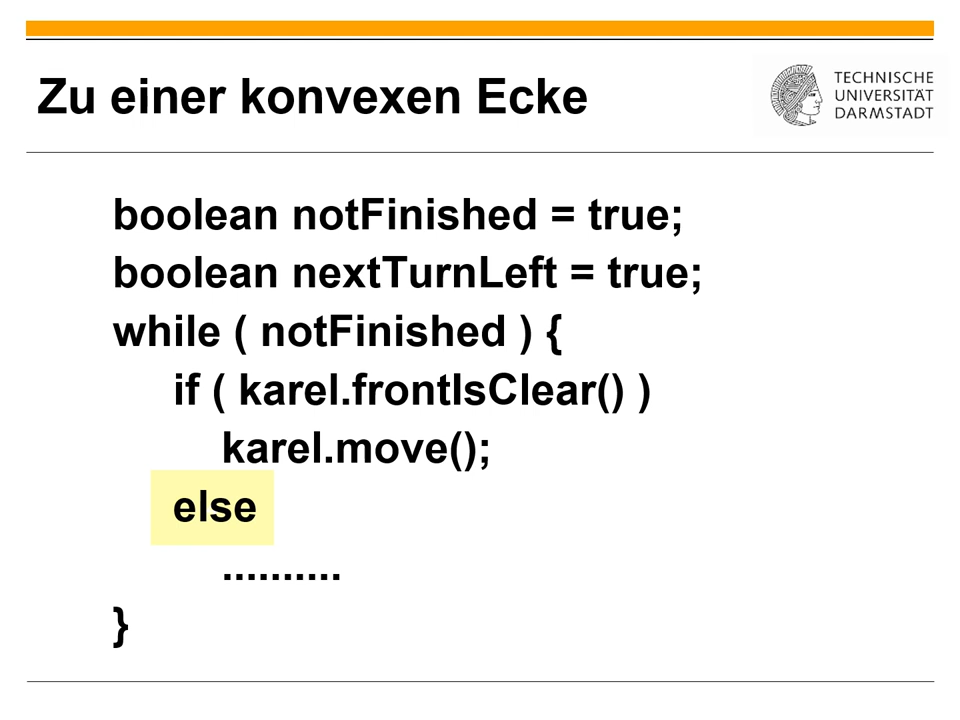 Zu einer konvexen Ecke
TECHNISCHE
UNIVERSITÄT
DARMSTADT
boolean notFinished = true;
boolean nextTurnLeft = true;
while ( notFinished ) {
if ( karel.frontIsClear() )
karel.move();
else
..........
}